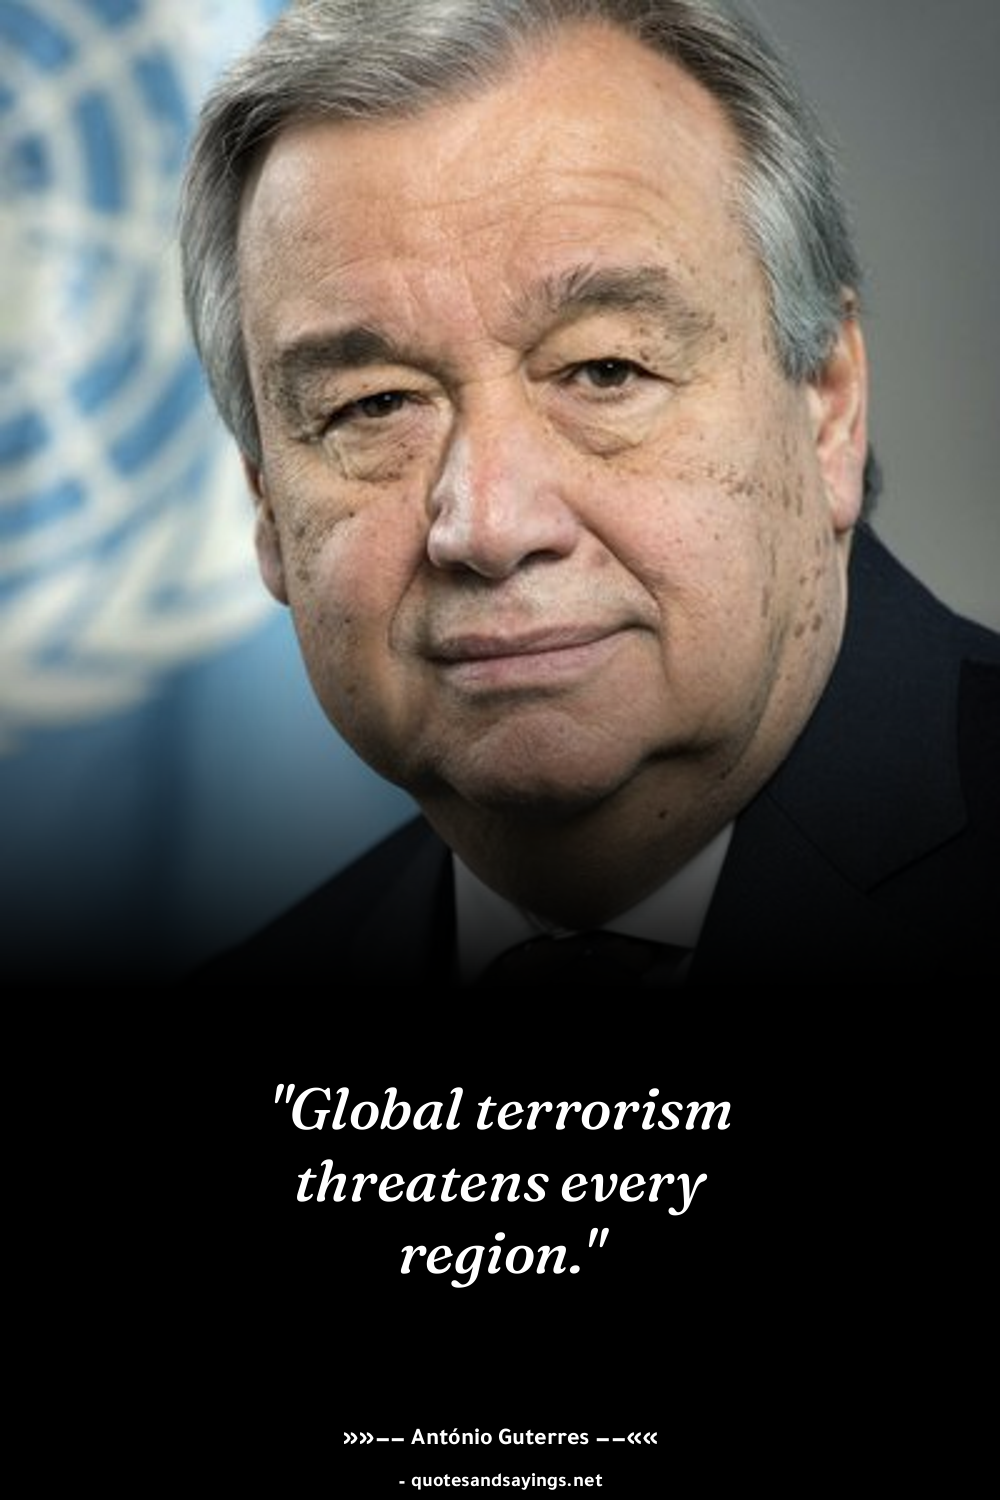 "Global terrorism
threatens every
region."
»»–– António Guterres ––««
- quotesandsayings.net